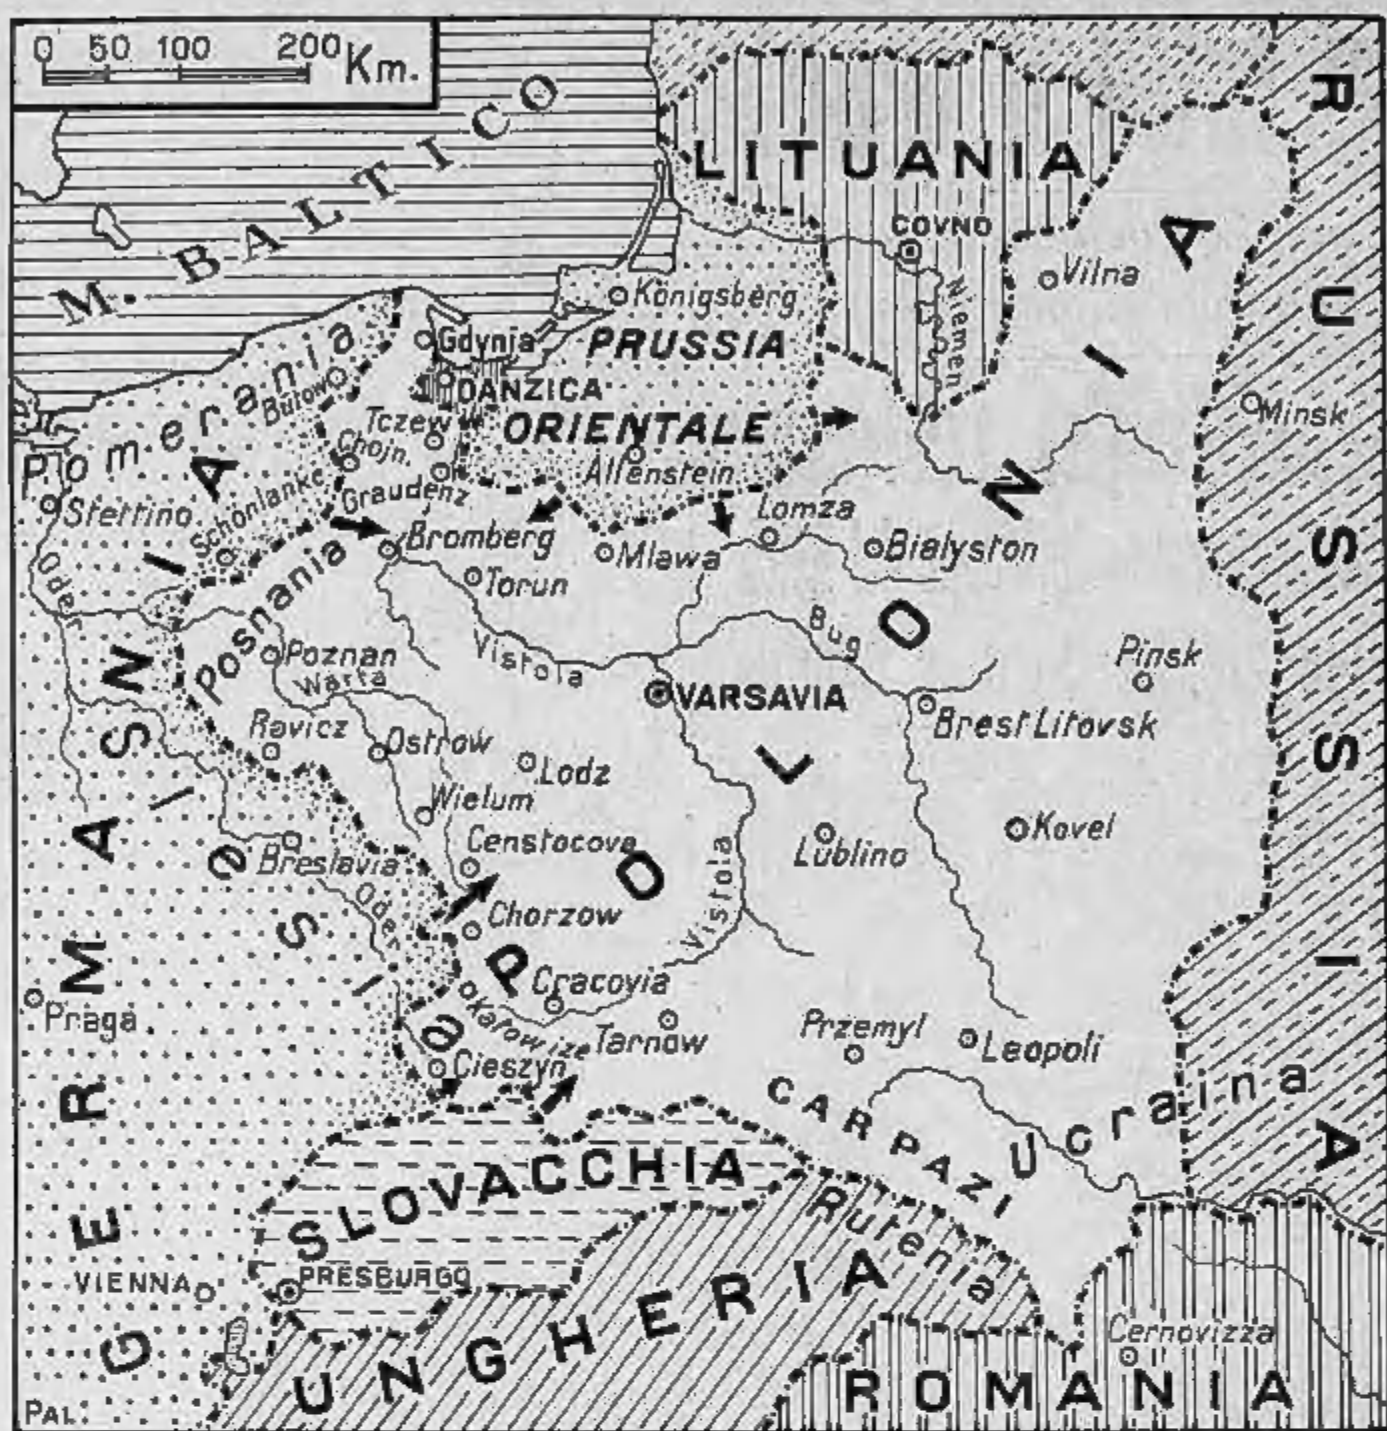 0 50 100 200 Km.
M. BALTICO
LITUANIA
RUSSIA
COVNO
Niemen
Vilna
Königsberg
PRUSSIA
ORIENTALE
Gdynia
DANZICA
Pomerania
Butow
Tczew
Chojn.
Minsk
Allenstein
Graudenz
Schönlanke
Stettino
Oder
Lomza
Bromberg
Mlawa
Bialyston
Torun
Posnania
POLONIA
Bug
Vistola
Poznan
Warta
Pinsk
VARSAVIA
Brest Litovsk
Ravicz
Ostrow
Lodz
Wielum
Kovel
Lublino
Censtocova
Breslavia
Oder
Slesia
Vistola
Chorzow
GERMANIA
Praga
Cracovia
Katowize
Tarnow
Przemyl
Leopoli
Cieszyn
CARPAZI
Ucraina
SLOVACCHIA
Rutenia
VIENNA
PRESBURGO
UNGHERIA
Cernovizza
ROMANIA
PAL.